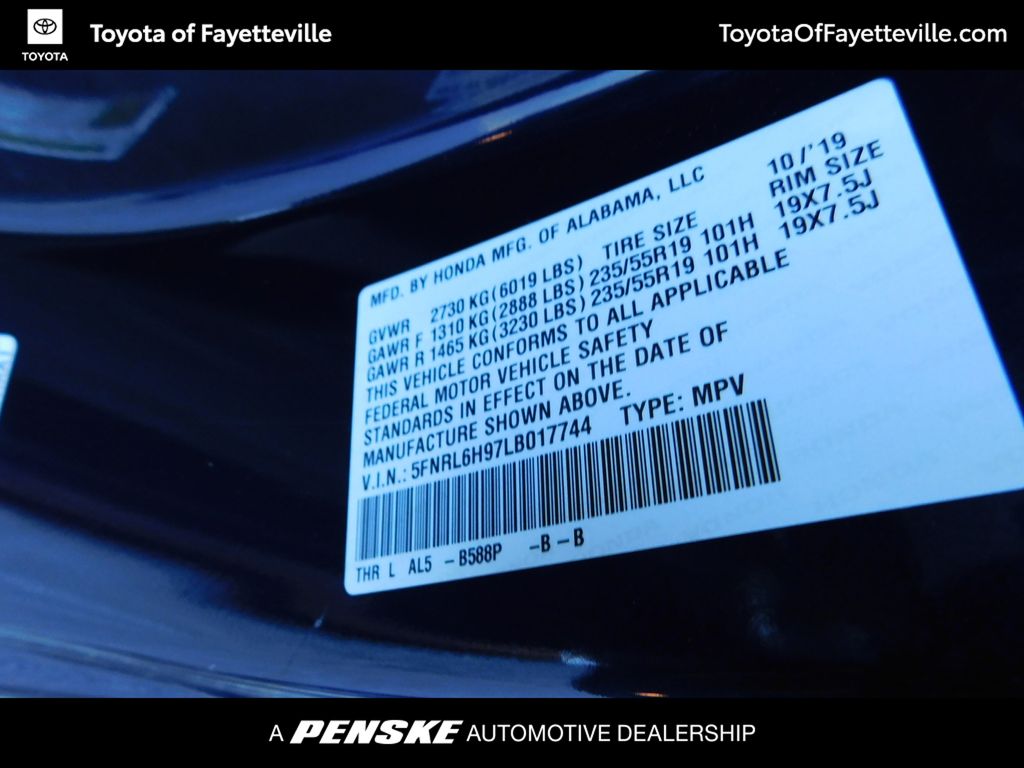 TOYOTA
Toyota of Fayetteville
ToyotaOfFayetteville.com
MFD. BY HONDA MFG. OF ALABAMA, LLC 10/'19
TIRE SIZE RIM SIZE
GVWR 2730 KG(6019 LBS)
GAWR F 1310 KG(2888 LBS) 235/55R19 101H 19X7.5J
GAWR R 1465 KG(3230 LBS) 235/55R19 101H 19X7.5J
THIS VEHICLE CONFORMS TO ALL APPLICABLE
FEDERAL MOTOR VEHICLE SAFETY
STANDARDS IN EFFECT ON THE DATE OF
MANUFACTURE SHOWN ABOVE.
V.I.N.: 5FNRL6H97LB017744 TYPE: MPV
THR L AL5 -B588P -B-B
A PENSKE AUTOMOTIVE DEALERSHIP